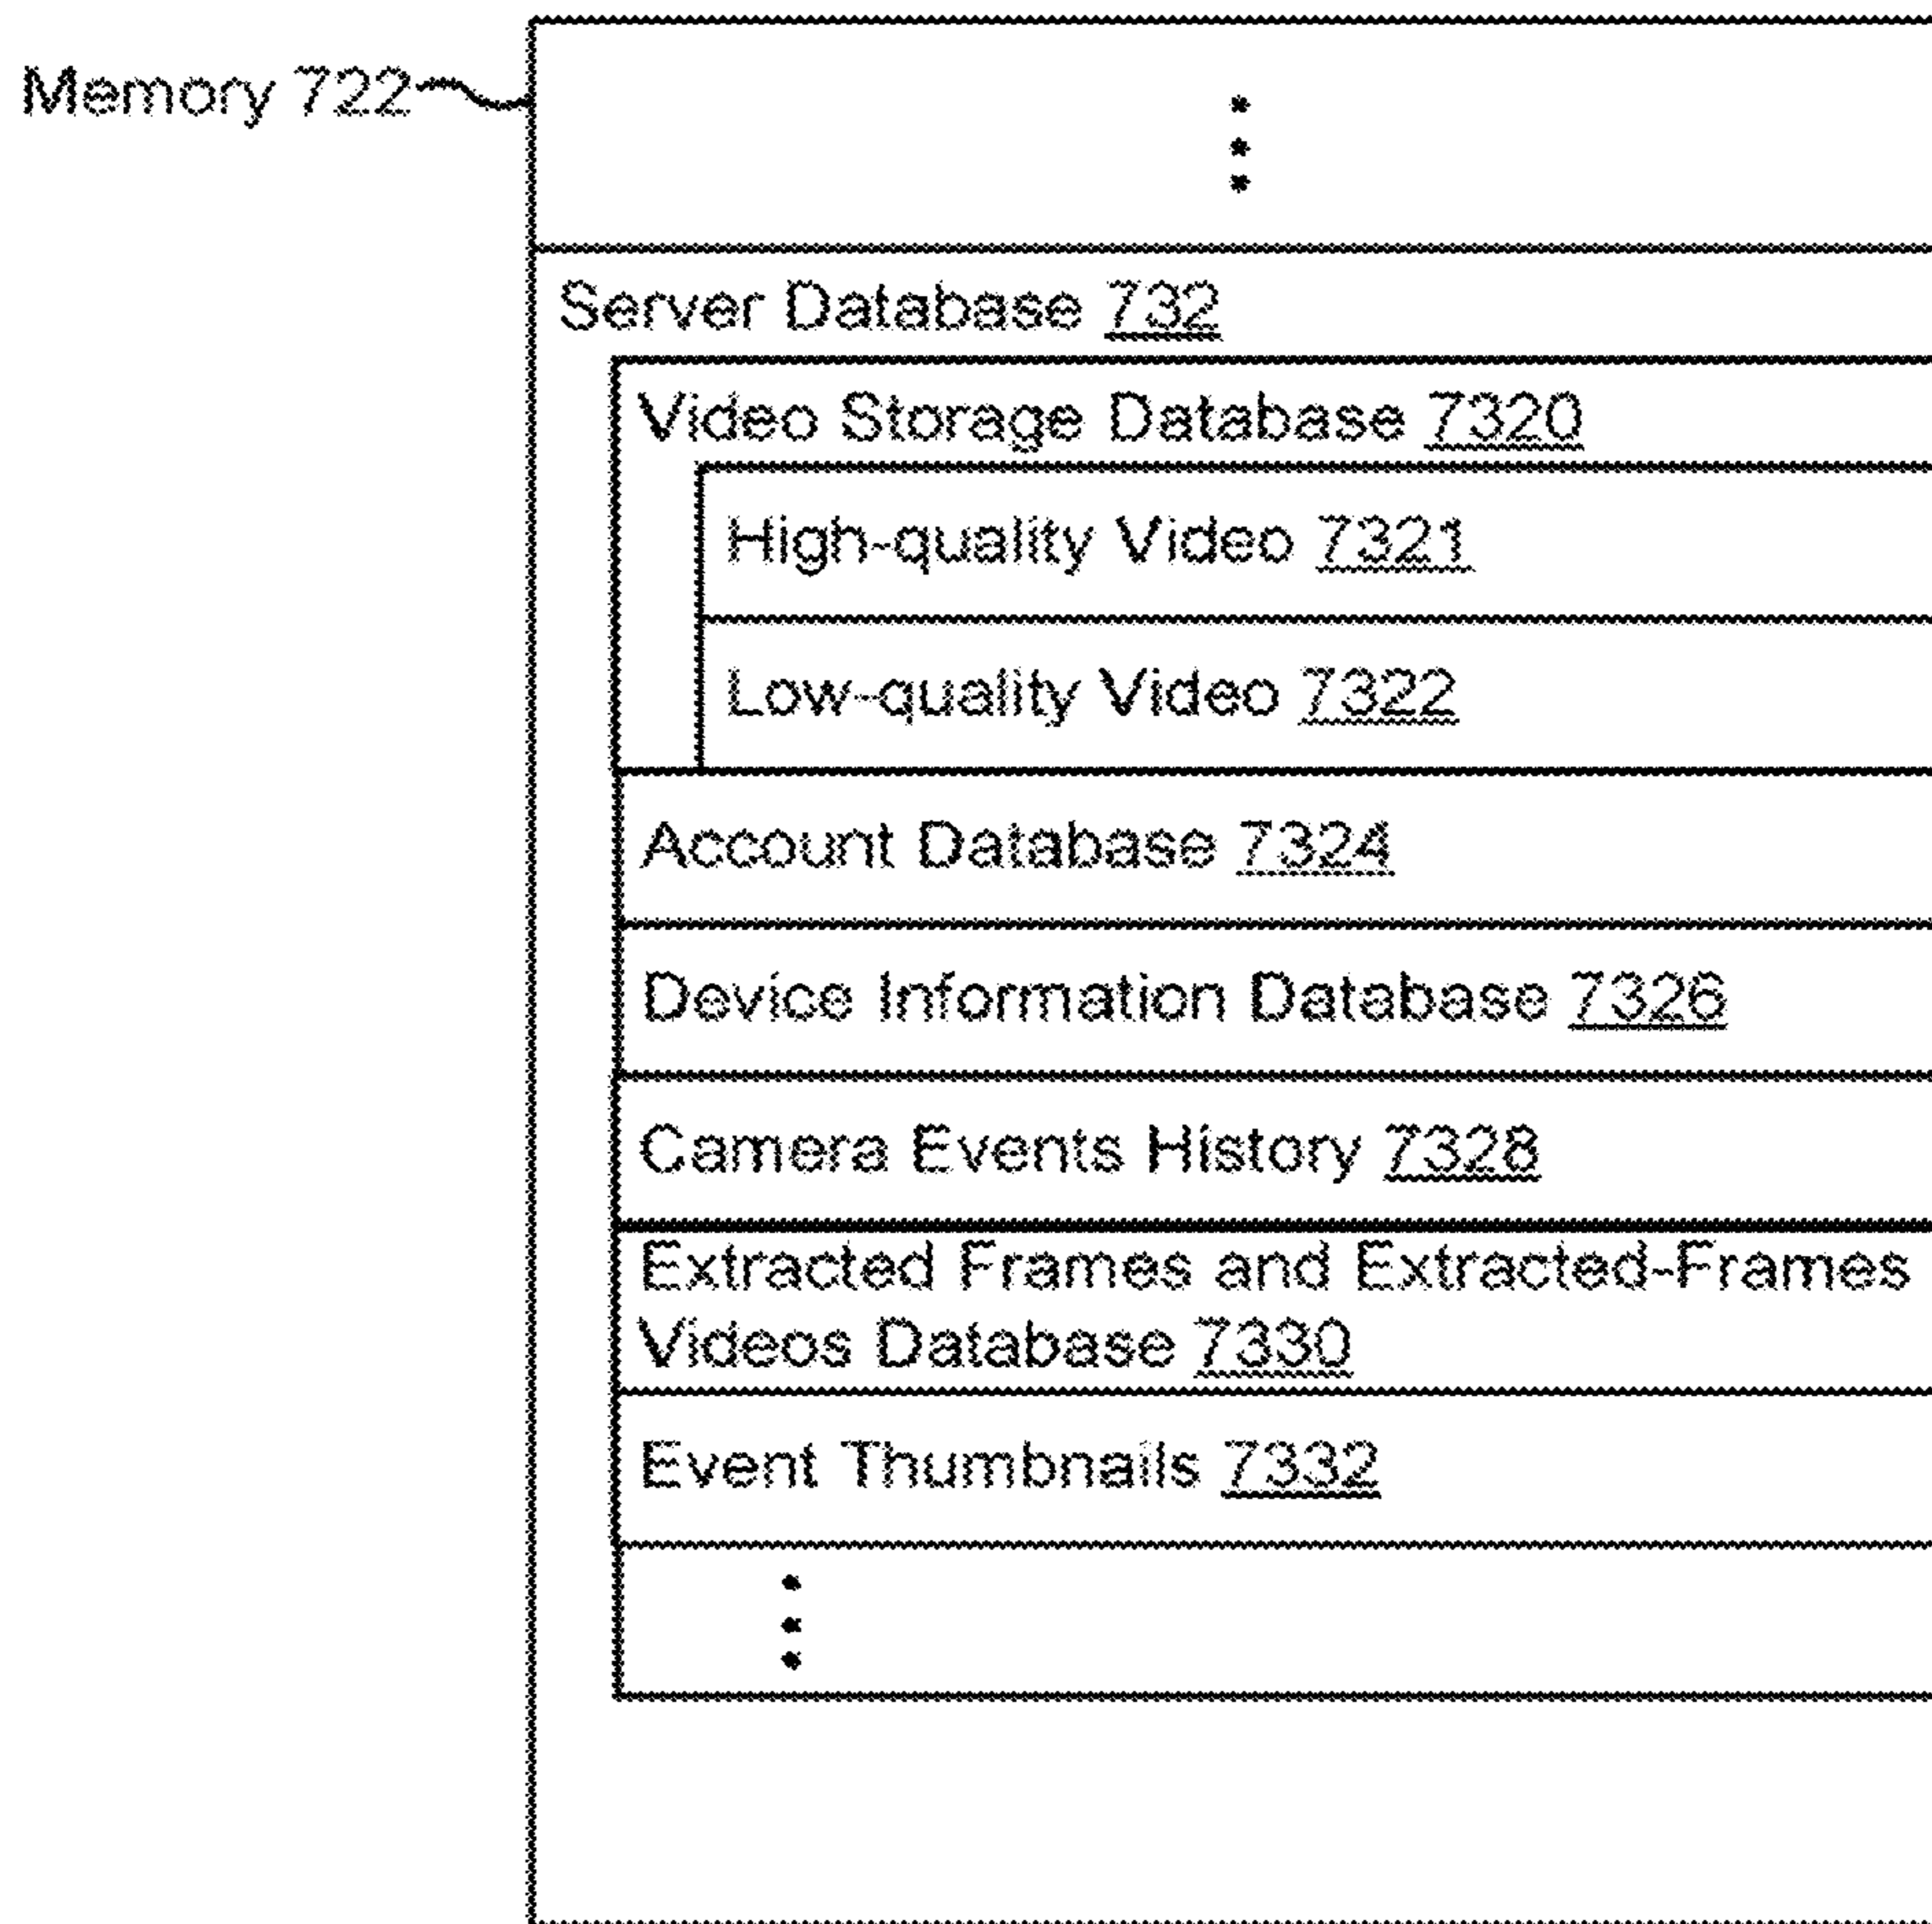 Memory 722
Server Database 732
Video Storage Database 7320
High-quality Video 7321
Low-quality Video 7322
Account Database 7324
Device Information Database 7326
Camera Events History 7328
Extracted Frames and Extracted-Frames
Videos Database 7330
Event Thumbnails 7332